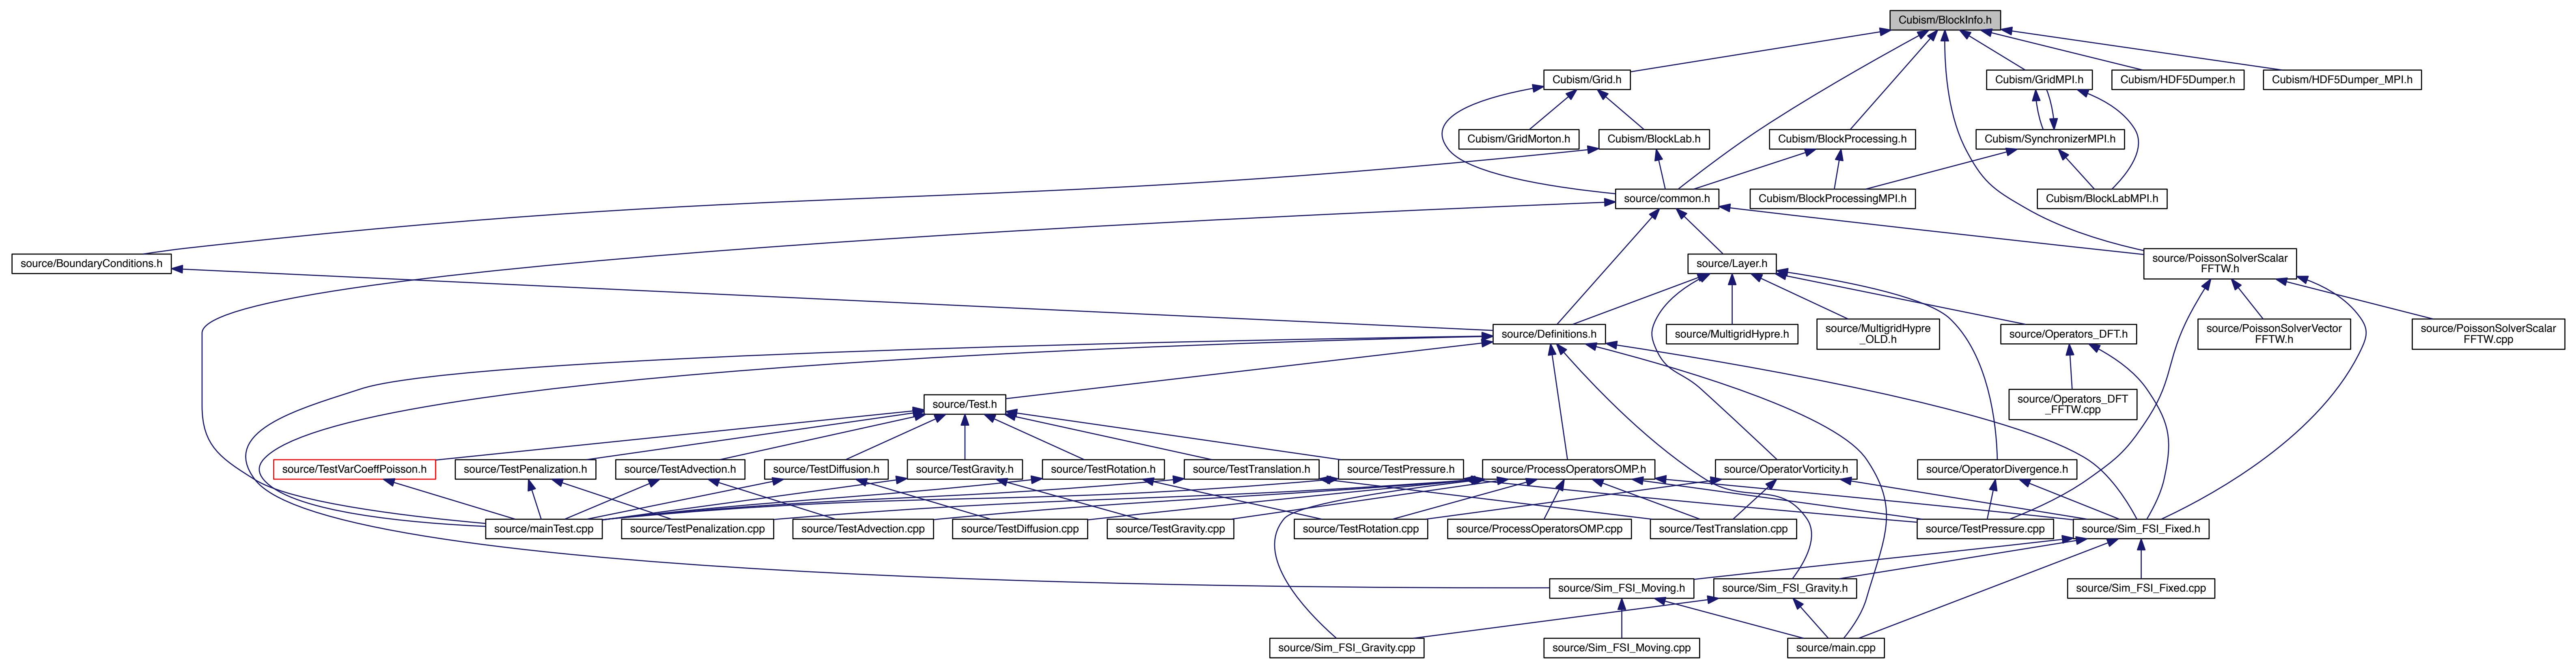 Cubism/BlockInfo.h
Cubism/Grid.h
Cubism/GridMPI.h
Cubism/HDF5Dumper.h
Cubism/HDF5Dumper_MPI.h
Cubism/GridMorton.h
Cubism/BlockLab.h
Cubism/BlockProcessing.h
Cubism/SynchronizerMPI.h
source/common.h
Cubism/BlockProcessingMPI.h
Cubism/BlockLabMPI.h
source/BoundaryConditions.h
source/Layer.h
source/PoissonSolverScalar
FFTW.h
source/Definitions.h
source/MultigridHypre.h
source/MultigridHypre
_OLD.h
source/Operators_DFT.h
source/PoissonSolverVector
FFTW.h
source/PoissonSolverScalar
FFTW.cpp
source/Test.h
source/Operators_DFT
_FFTW.cpp
source/TestVarCoeffPoisson.h
source/TestPenalization.h
source/TestAdvection.h
source/TestDiffusion.h
source/TestGravity.h
source/TestRotation.h
source/TestTranslation.h
source/TestPressure.h
source/ProcessOperatorsOMP.h
source/OperatorVorticity.h
source/OperatorDivergence.h
source/mainTest.cpp
source/TestPenalization.cpp
source/TestAdvection.cpp
source/TestDiffusion.cpp
source/TestGravity.cpp
source/TestRotation.cpp
source/ProcessOperatorsOMP.cpp
source/TestTranslation.cpp
source/TestPressure.cpp
source/Sim_FSI_Fixed.h
source/Sim_FSI_Moving.h
source/Sim_FSI_Gravity.h
source/Sim_FSI_Fixed.cpp
source/Sim_FSI_Gravity.cpp
source/Sim_FSI_Moving.cpp
source/main.cpp